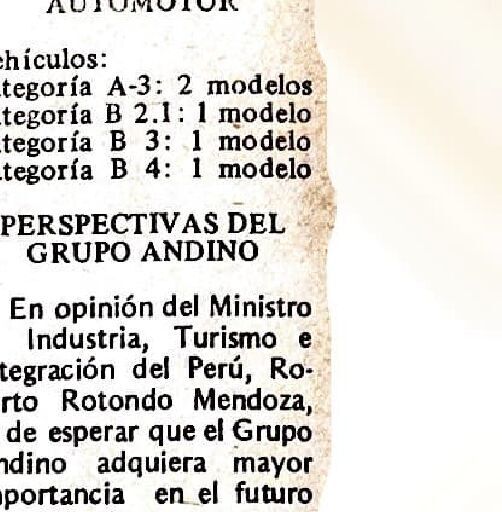 AUTOMOTOR
ehículos:
tegoría A-3: 2 modelos
tegoría B 2.1: 1 modelo
tegoría B 3: 1 modelo
tegoría B 4: 1 modelo
PERSPECTIVAS DEL
GRUPO ANDINO
En opinión del Ministro
Industria, Turismo e
tegración del Perú, Ro-
rto Rotondo Mendoza,
de esperar que el Grupo
ndino adquiera mayor
portancia en el futuro